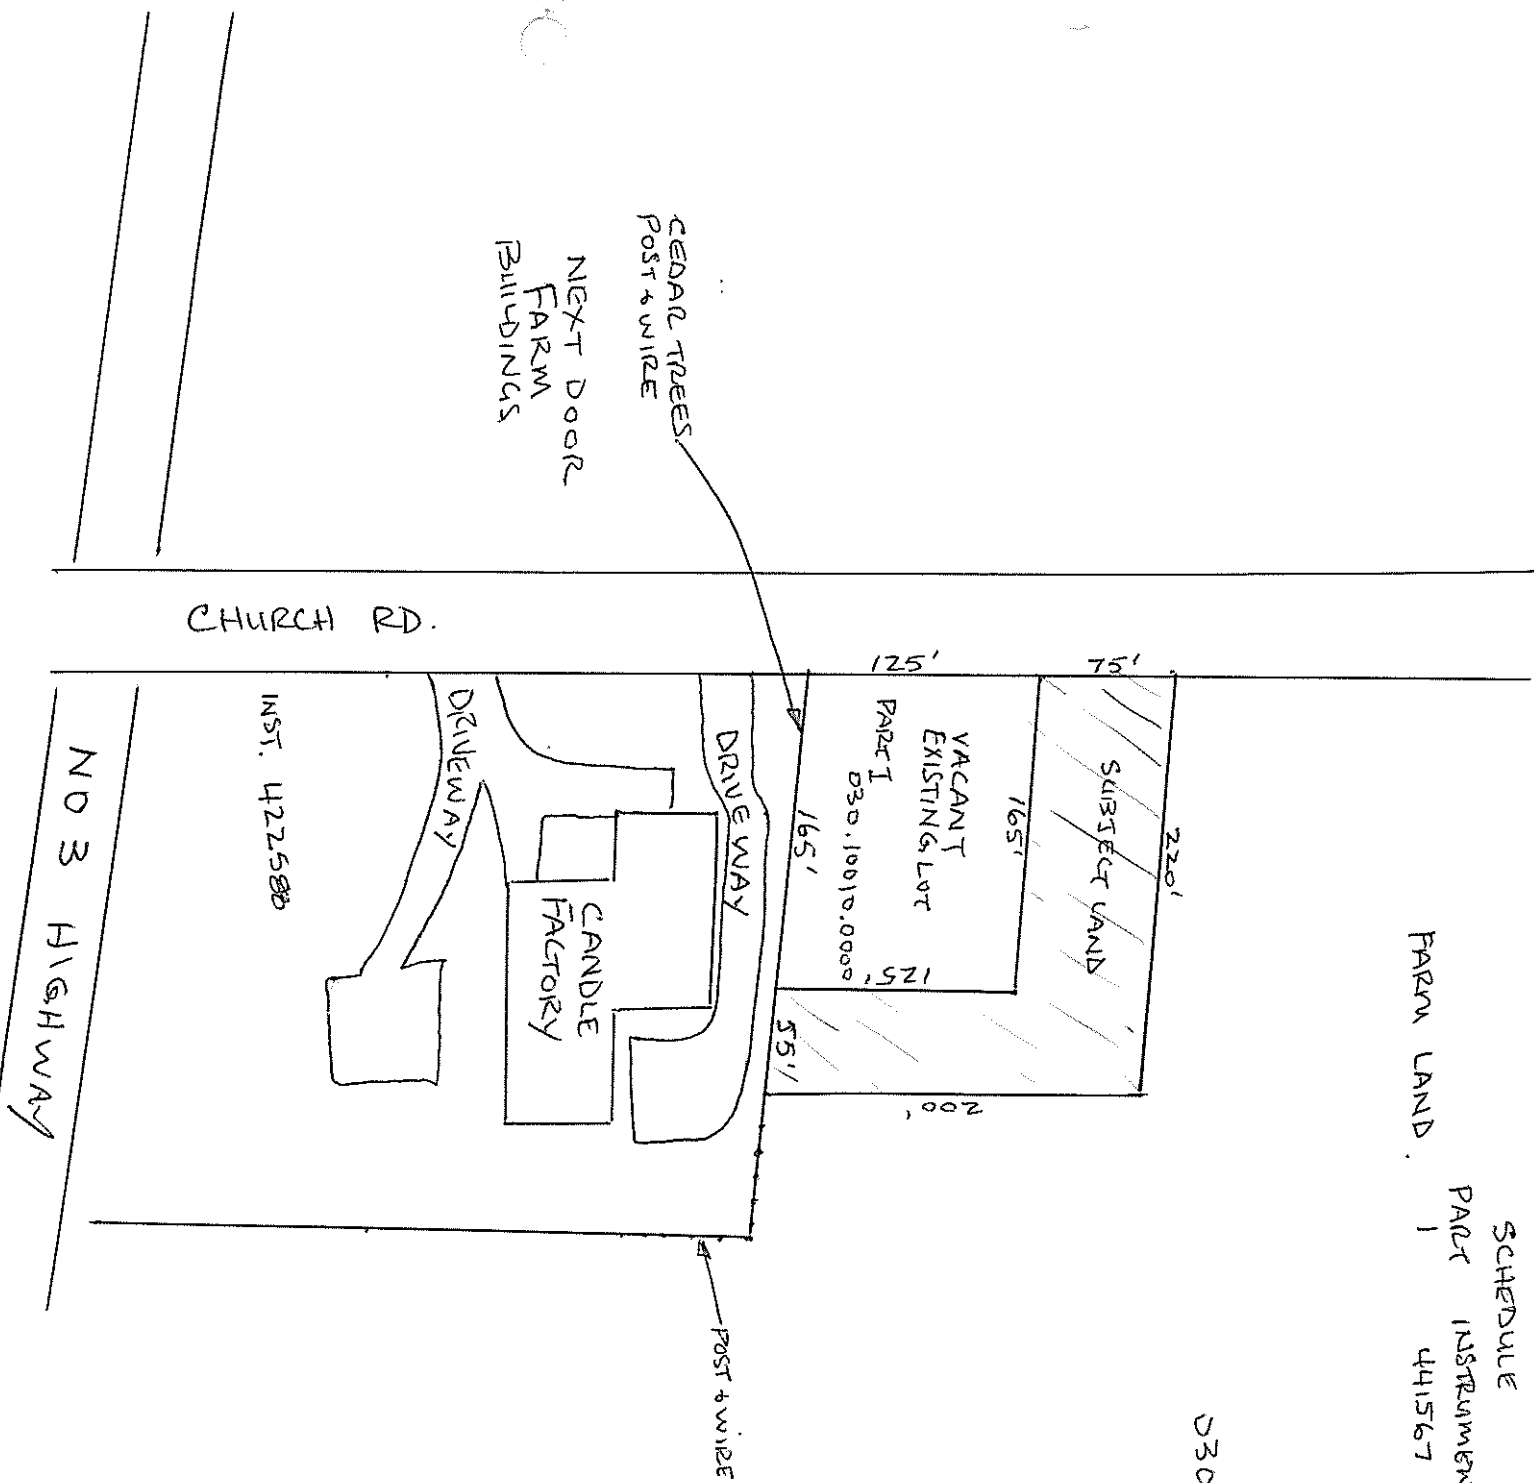 SCHEDULE
PART INSTRUMEN
1 441567
030
FARM LAND.
220'
75'
SUBJECT LAND
200'
125'
165'
VACANT
EXISTING LOT
PART I
030.10010.0000
125'
165'
55'
CEDAR TREES
POST & WIRE
NEXT DOOR
FARM
BUILDINGS
CHURCH RD.
DRIVEWAY
CANDLE
FACTORY
DRIVEWAY
POST & WIRE
INST. 422580
NO 3 HIGHWAY